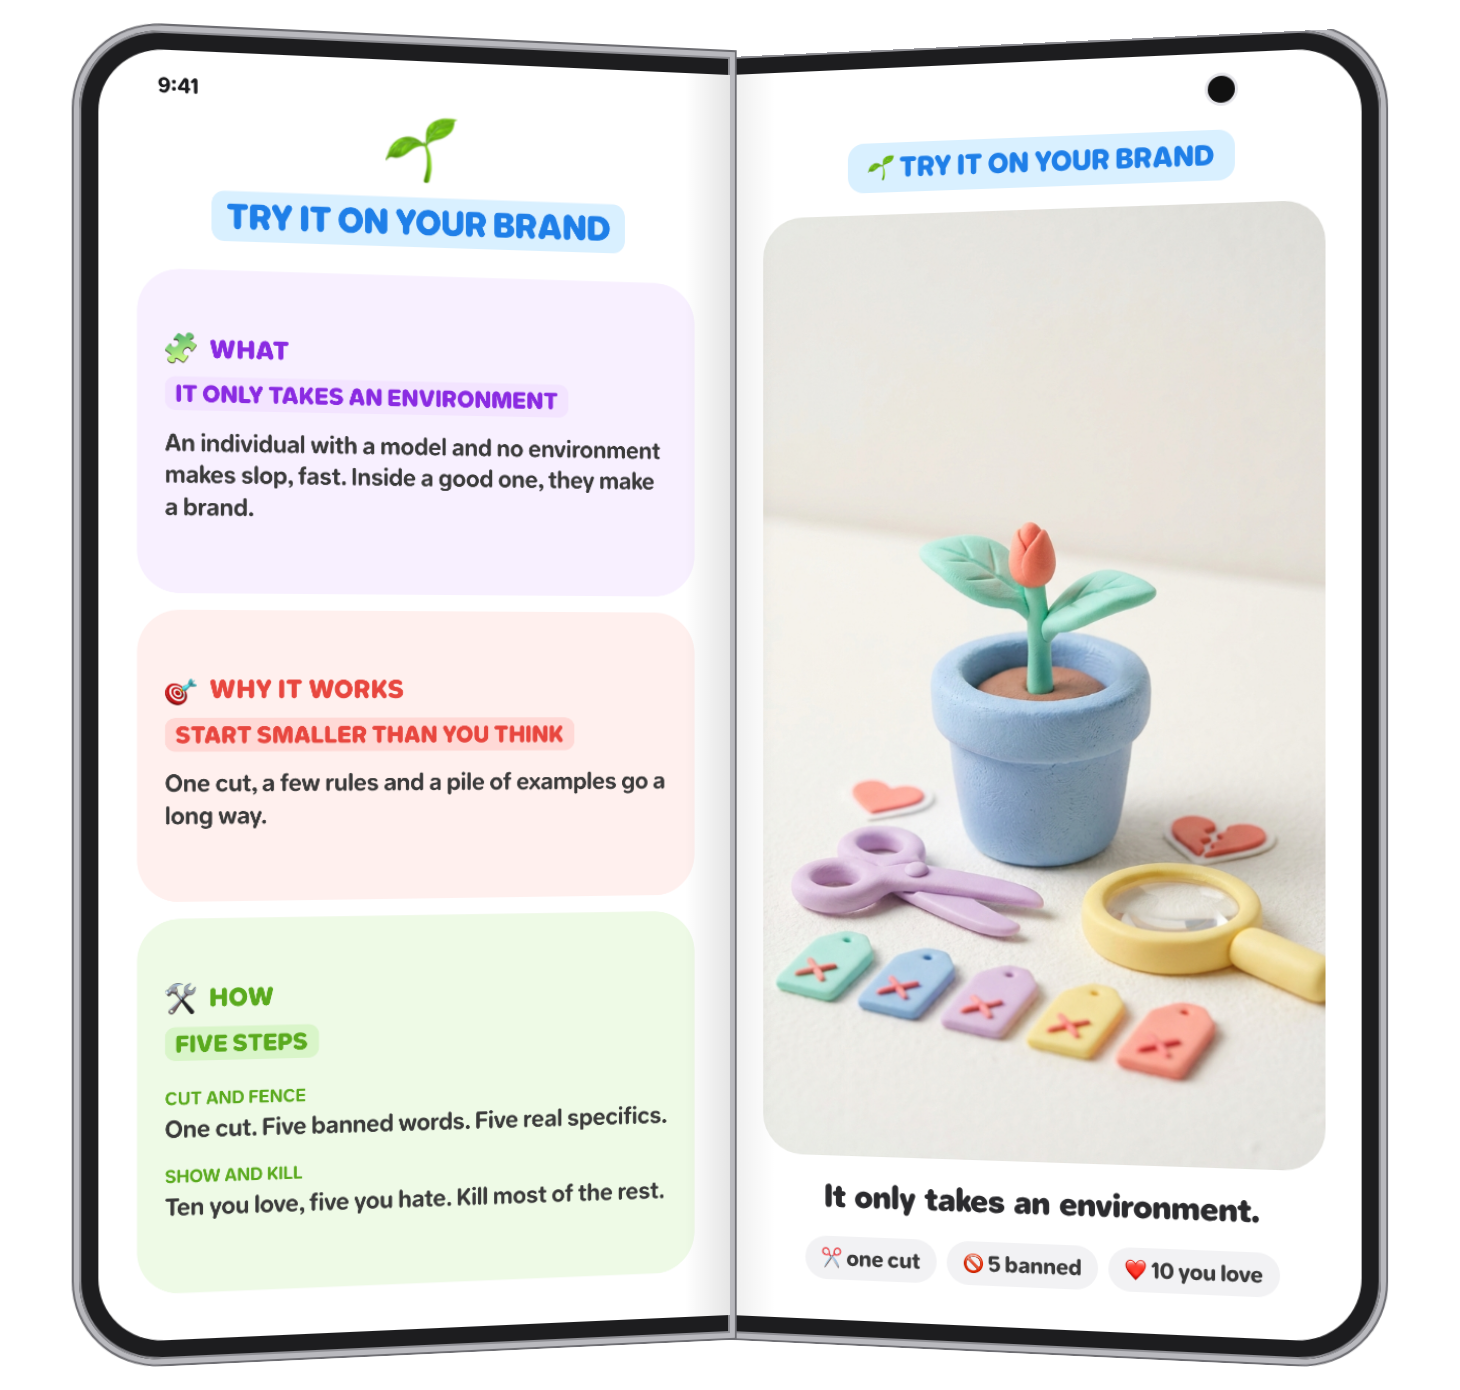 9:41
TRY IT ON YOUR BRAND
WHAT
IT ONLY TAKES AN ENVIRONMENT
An individual with a model and no environment
makes slop, fast. Inside a good one, they make
a brand.
WHY IT WORKS
START SMALLER THAN YOU THINK
One cut, a few rules and a pile of examples go a
long way.
HOW
FIVE STEPS
CUT AND FENCE
One cut. Five banned words. Five real specifics.
SHOW AND KILL
Ten you love, five you hate. Kill most of the rest.
TRY IT ON YOUR BRAND
It only takes an environment.
one cut
5 banned
10 you love